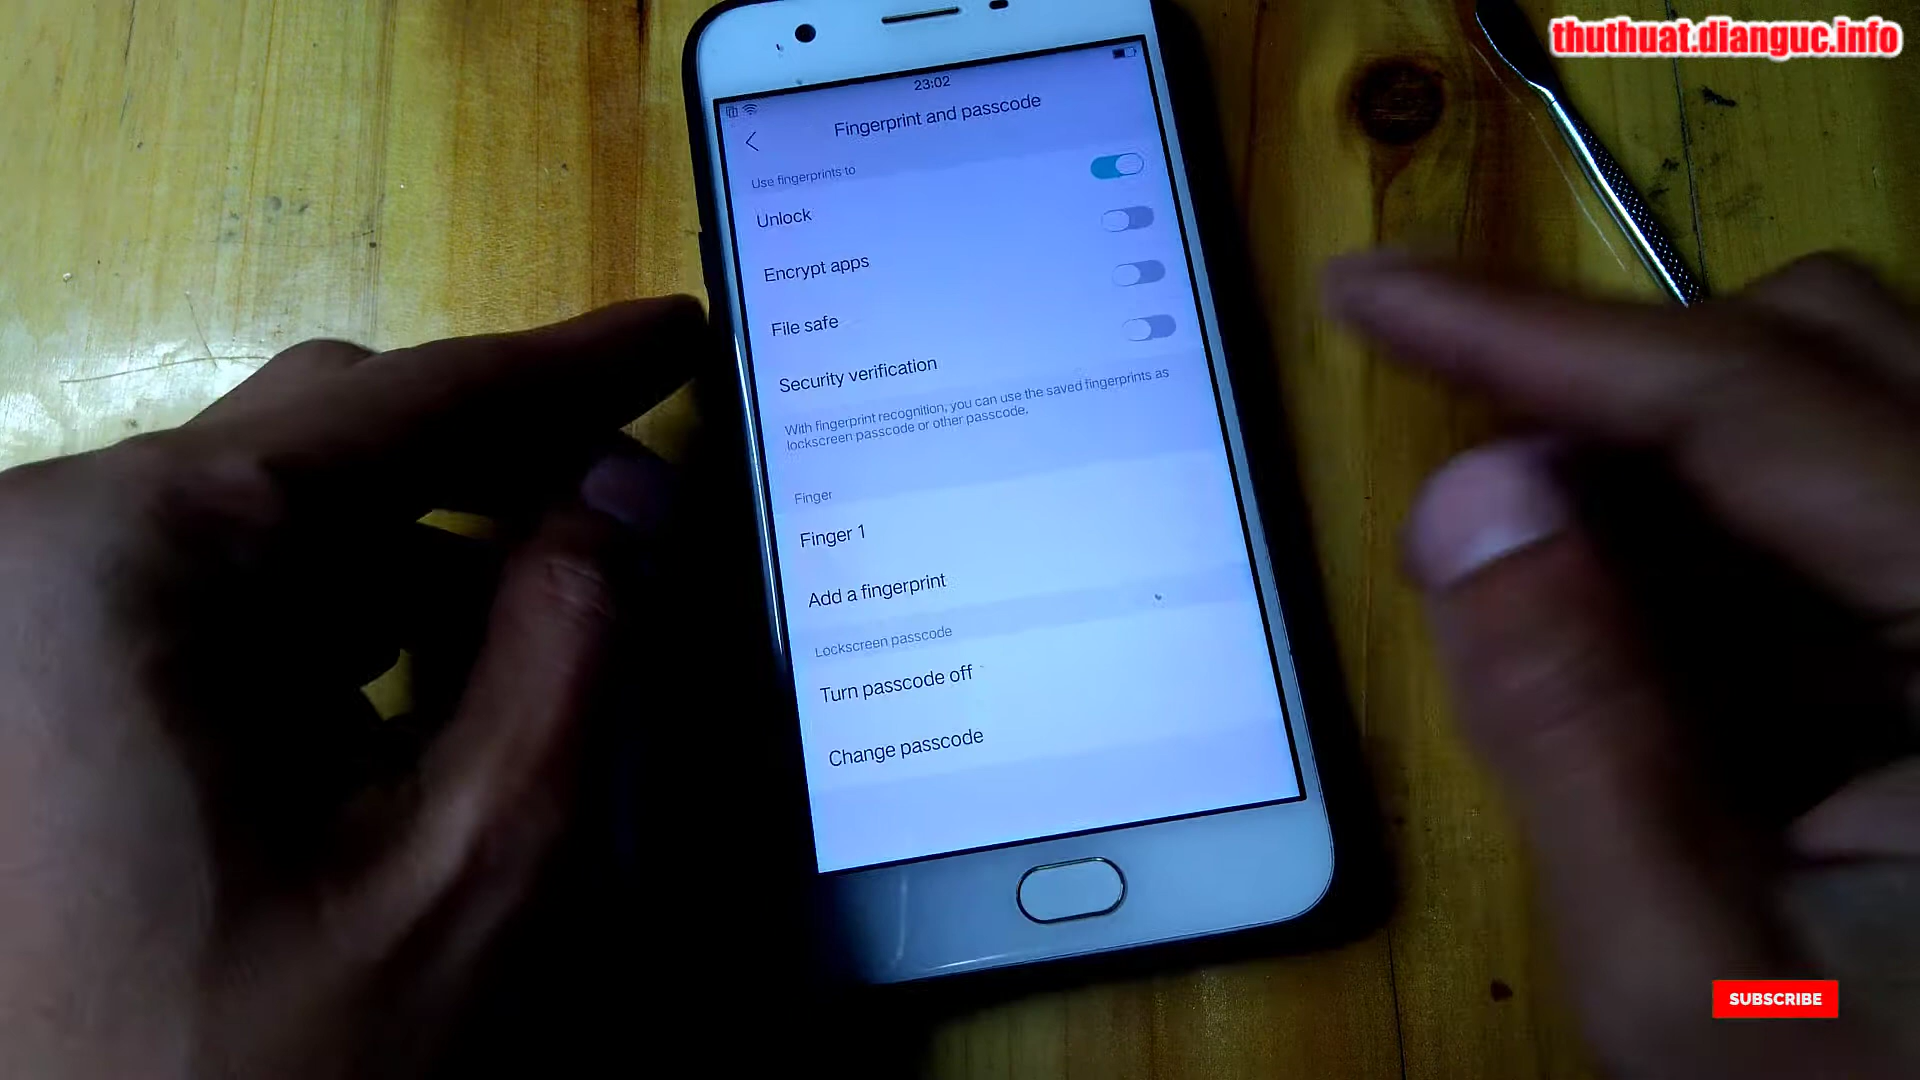 thuthuat.dianguc.info
23:02
Fingerprint and passcode
Use fingerprints to
Unlock
Encrypt apps
File safe
Security verification
With fingerprint recognition, you can use the saved fingerprints as
lockscreen passcode or other passcode.
Finger
Finger 1
Add a fingerprint
Lockscreen passcode
Turn passcode off
Change passcode
SUBSCRIBE